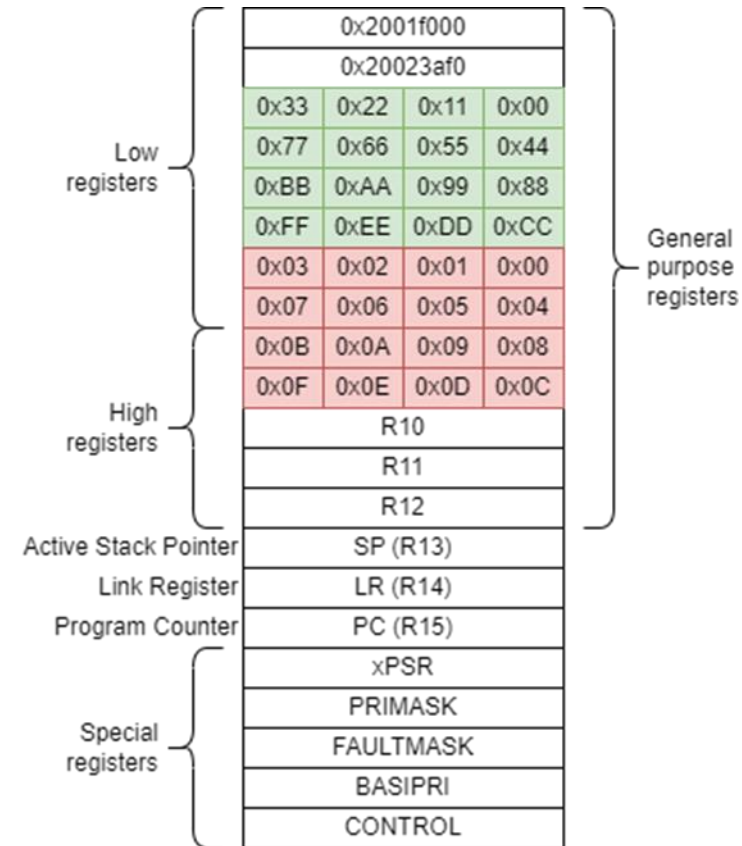 0x2001f000
0x20023af0
0x33 0x22 0x11 0x00
0x77 0x66 0x55 0x44
0xBB 0xAA 0x99 0x88
0xFF 0xEE 0xDD 0xCC
0x03 0x02 0x01 0x00
0x07 0x06 0x05 0x04
0x0B 0x0A 0x09 0x08
0x0F 0x0E 0x0D 0x0C
R10
R11
R12
Low
registers
High
registers
General
purpose
registers
Active Stack Pointer SP (R13)
Link Register LR (R14)
Program Counter PC (R15)
Special
registers
xPSR
PRIMASK
FAULTMASK
BASIPRI
CONTROL